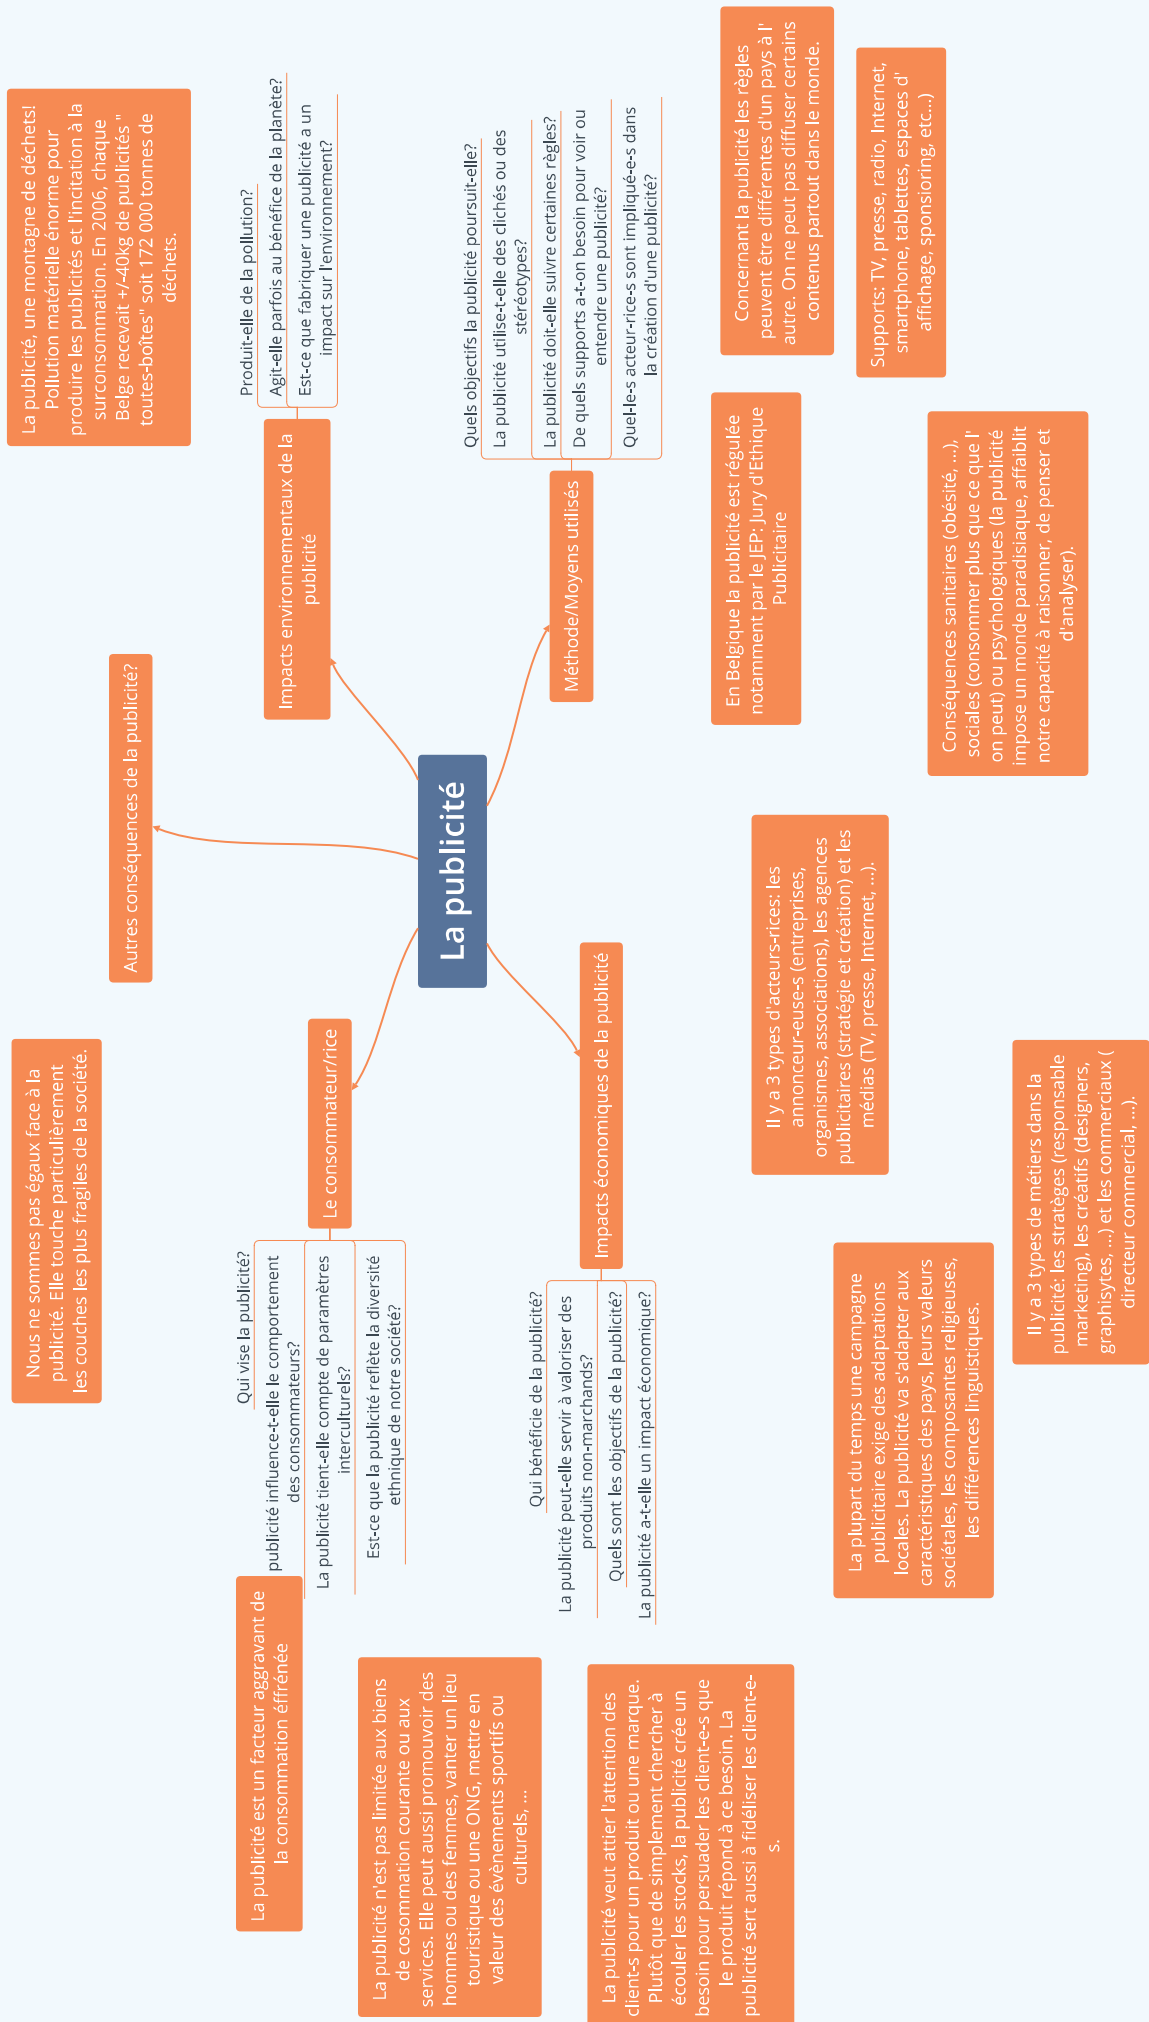 La publicité
Autres conséquences de la publicité?
Impacts environnementaux de la
publicité
Produit-elle de la pollution?
Agit-elle parfois au bénéfice de la planète?
Est-ce que fabriquer une publicité a un
impact sur l'environnement?
Méthode/Moyens utilisés
Quels objectifs la publicité poursuit-elle?
La publicité utilise-t-elle des clichés ou des
stéréotypes?
La publicité doit-elle suivre certaines règles?
De quels supports a-t-on besoin pour voir ou
entendre une publicité?
Quel-le-s acteur-rice-s sont impliqué-e-s dans
la création d'une publicité?
Le consommateur/rice
Qui vise la publicité?
publicité influence-t-elle le comportement
des consommateurs?
La publicité tient-elle compte de paramètres
interculturels?
Est-ce que la publicité reflète la diversité
ethnique de notre société?
Impacts économiques de la publicité
Qui bénéficie de la publicité?
La publicité peut-elle servir à valoriser des
produits non-marchands?
Quels sont les objectifs de la publicité?
La publicité a-t-elle un impact économique?
La publicité, une montagne de déchets!
Pollution matérielle énorme pour
produire les publicités et l'incitation à la
surconsommation. En 2006, chaque
Belge recevait +/-40kg de publicités "
toutes-boîtes" soit 172 000 tonnes de
déchets.
Nous ne sommes pas égaux face à la
publicité. Elle touche particulièrement
les couches les plus fragiles de la société.
La publicité est un facteur aggravant de
la consommation éffrénée
La publicité n'est pas limitée aux biens
de cosommation courante ou aux
services. Elle peut aussi promouvoir des
hommes ou des femmes, vanter un lieu
touristique ou une ONG, mettre en
valeur des évènements sportifs ou
culturels, ...
La publicité veut attier l'attention des
client-s pour un produit ou une marque.
Plutôt que de simplement chercher à
écouler les stocks, la publicité crée un
besoin pour persuader les client-e-s que
le produit répond à ce besoin. La
publicité sert aussi à fidéliser les client-e-
s.
Concernant la publicité les règles
peuvent être différentes d'un pays à l'
autre. On ne peut pas diffuser certains
contenus partout dans le monde.
Supports: TV, presse, radio, Internet,
smartphone, tablettes, espaces d'
affichage, sponsioring, etc...)
En Belgique la publicité est régulée
notamment par le JEP: Jury d'Ethique
Publicitaire
Conséquences sanitaires (obésité, ...),
sociales (consommer plus que ce que l'
on peut) ou psychologiques (la publicité
impose un monde paradisiaque, affaiblit
notre capacité à raisonner, de penser et
d'analyser).
Il y a 3 types d'acteurs-rices: les
annonceur-euse-s (entreprises,
organismes, associations), les agences
publicitaires (stratégie et création) et les
médias (TV, presse, Internet, ...).
La plupart du temps une campagne
publicitaire exige des adaptations
locales. La publicité va s'adapter aux
caractéristiques des pays, leurs valeurs
sociétales, les composantes religieuses,
les différences linguistiques.
Il y a 3 types de métiers dans la
publicité: les stratèges (responsable
marketing), les créatifs (designers,
graphisytes, ...) et les commerciaux (
directeur commercial, ...).